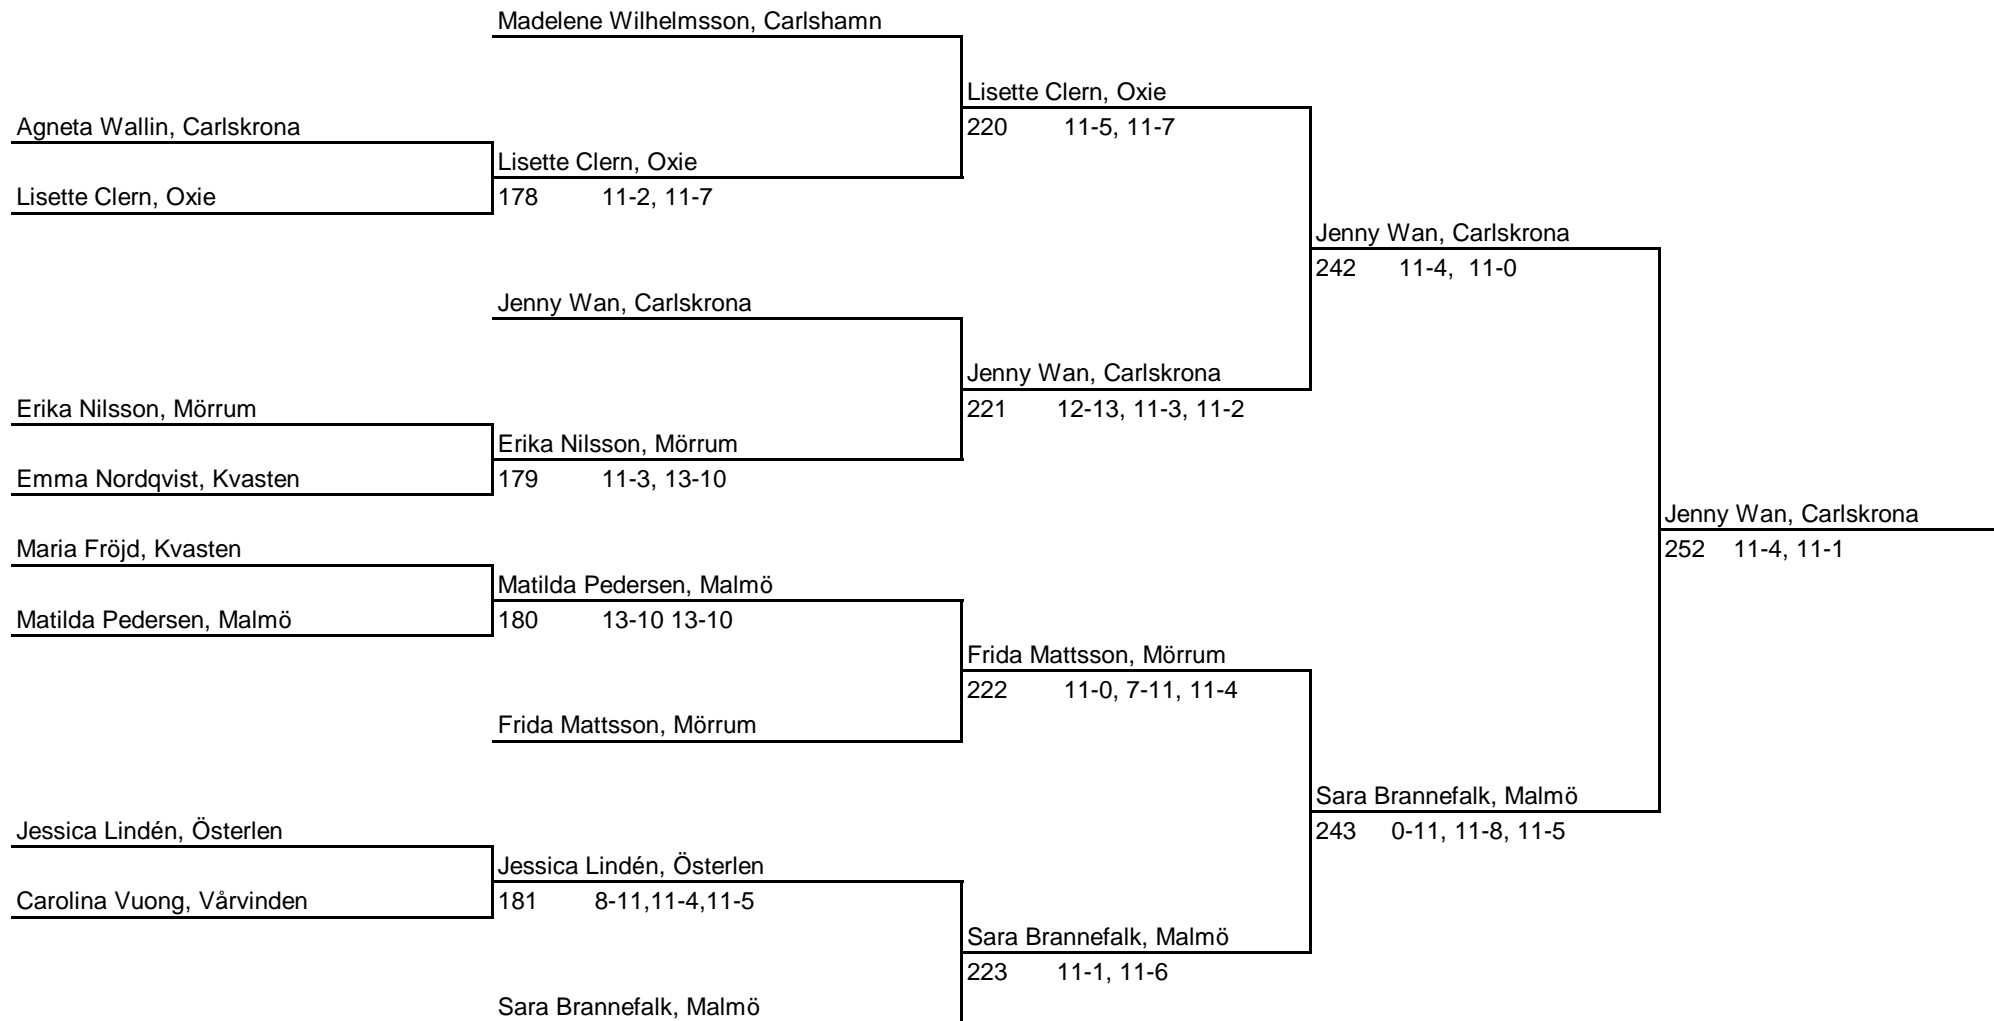 Madelene Wilhelmsson, Carlshamn
Lisette Clern, Oxie
Agneta Wallin, Carlskrona
220 11-5, 11-7
Lisette Clern, Oxie
Lisette Clern, Oxie
178 11-2, 11-7
Jenny Wan, Carlskrona
242 11-4, 11-0
Jenny Wan, Carlskrona
Jenny Wan, Carlskrona
Erika Nilsson, Mörrum
221 12-13, 11-3, 11-2
Erika Nilsson, Mörrum
Emma Nordqvist, Kvasten
179 11-3, 13-10
Jenny Wan, Carlskrona
Maria Fröjd, Kvasten
252 11-4, 11-1
Matilda Pedersen, Malmö
Matilda Pedersen, Malmö
180 13-10 13-10
Frida Mattsson, Mörrum
222 11-0, 7-11, 11-4
Frida Mattsson, Mörrum
Sara Brannefalk, Malmö
Jessica Lindén, Österlen
243 0-11, 11-8, 11-5
Jessica Lindén, Österlen
Carolina Vuong, Vårvinden
181 8-11,11-4,11-5
Sara Brannefalk, Malmö
223 11-1, 11-6
Sara Brannefalk, Malmö